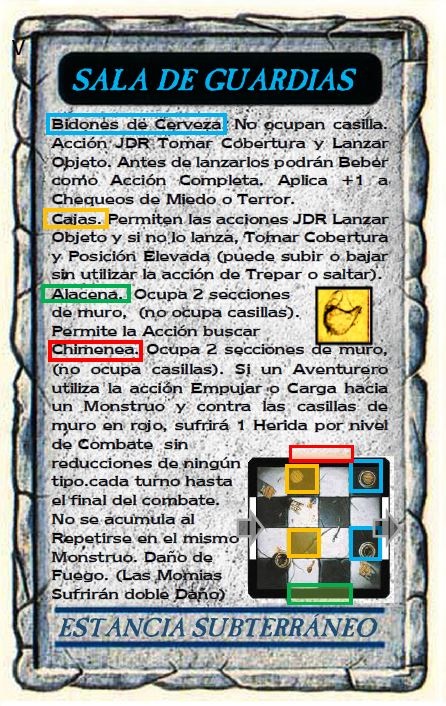 V
SALA DE GUARDIAS
Bidones de Cerveza No ocupan casilla.
Acción JDR Tomar Cobertura y Lanzar
Objeto. Antes de lanzarlos podrán Beber
como Acción Completa. Aplica +1 a
Chequeos de Miedo o Terror.
Cajas. Permiten las acciones JDR Lanzar
Objeto y si no lo lanza, Tomar Cobertura
y Posición Elevada (puede subir o bajar
sin utilizar la acción de Trepar o saltar).
Alacena. Ocupa 2 secciones
de muro, (no ocupa casillas).
Permite la Acción buscar
Chimenea. Ocupa 2 secciones de muro,
(no ocupa casillas). Si un Aventurero
utiliza la acción Empujar o Carga hacia
un Monstruo y contra las casillas de
muro en rojo, sufrirá 1 Herida por nivel
de Combate sin
reducciones de ningún
tipo.cada turno hasta
el final del combate.
No se acumula al
Repetirse en el mismo
Monstruo. Daño de
Fuego. (Las Momias
Sufrirán doble Daño)
ESTANCIA SUBTERRÁNEO